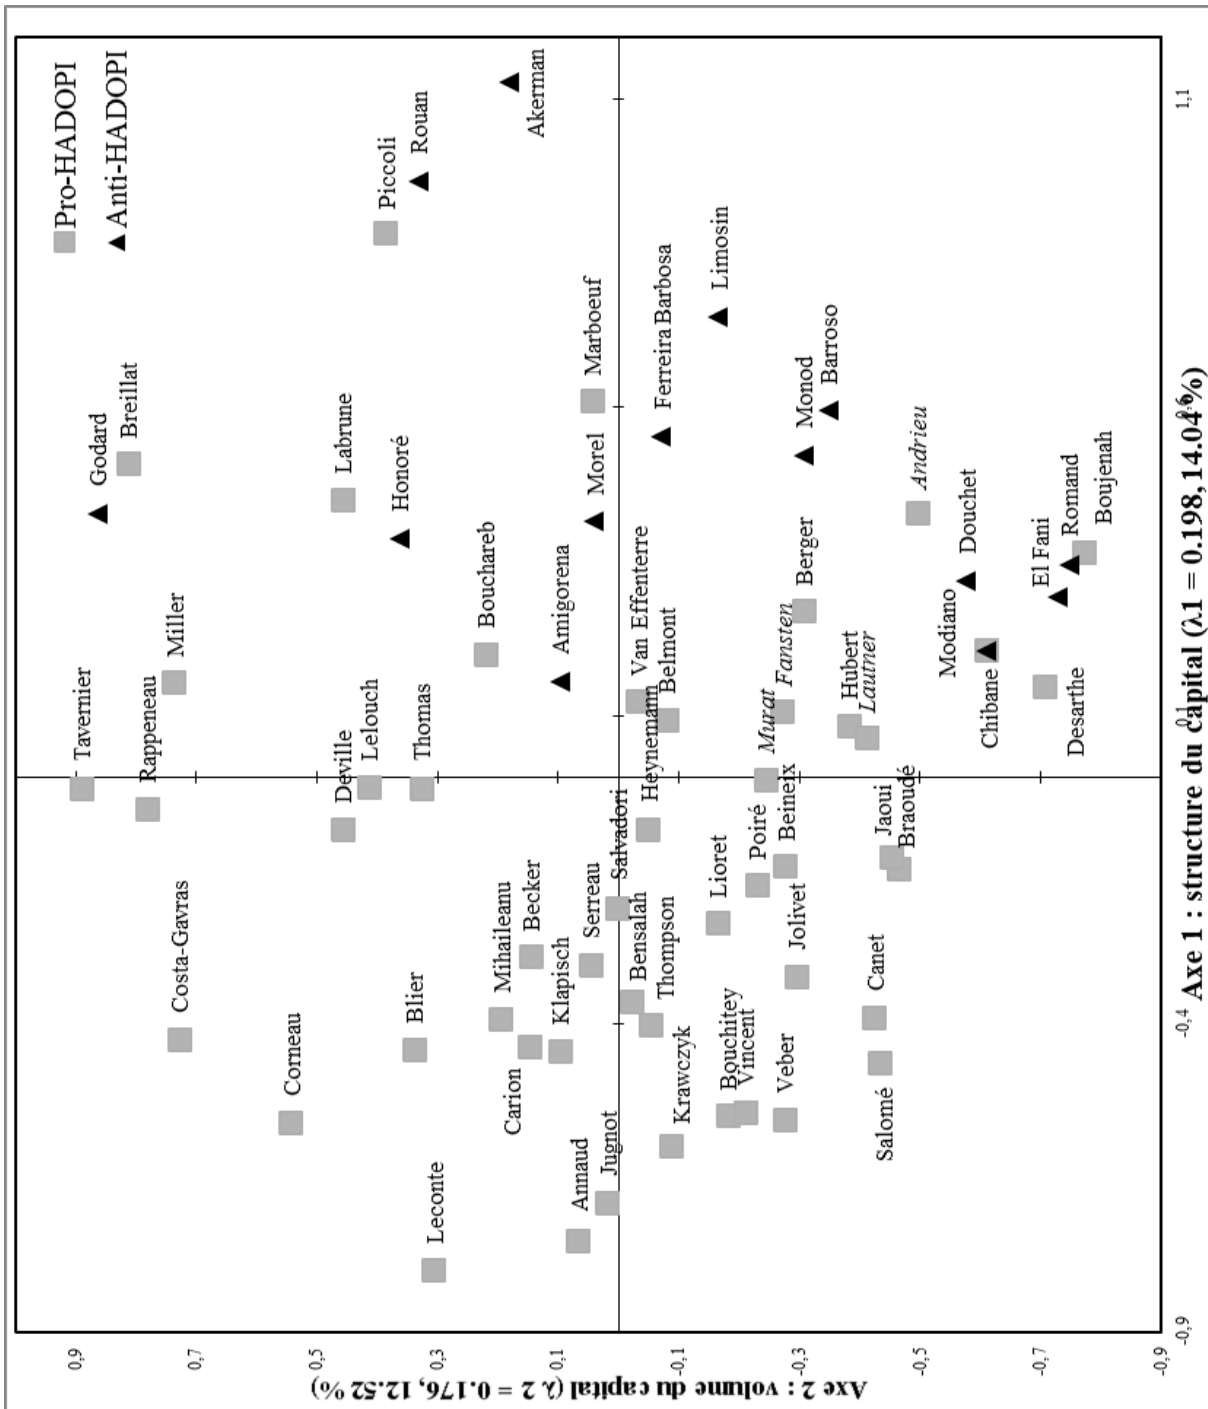 Pro-HADOPI
Anti-HADOPI
Tavernier
Godard
Breillat
Rappeneau
Miller
Costa-Gavras
Corneau
Deville
Labrune
Lelouch
Honoré
Piccoli
Thomas
Rouan
Blier
Leconte
Bouchareb
Mihaileanu
Akerman
Becker
Carion
Klapisch
Amigorena
Annaud
Serreau
Morel
Marboeuf
Jugnot
Salvadori
Bensalah
Van Effenterre
Heynemann
Thompson
Ferreira Barbosa
Belmont
Krawczyk
Lioret
Limosin
Bouchitey
Vincent
Poiré
Murat
Fansten
Beineix
Veber
Jolivet
Berger
Monod
Barroso
Hubert
Lautner
Canet
Salomé
Jaoui
Braoudé
Andrieu
Douchet
Modiano
Chibane
Desarthe
El Fani
Romand
Boujenah
0,9
0,7
0,5
0,3
0,1
-0,1
-0,3
-0,5
-0,7
-0,9
-0,9
-0,4
0,1
0,6
1,1
Axe 1 : structure du capital (λ1 = 0.198, 14.04 %)
Axe 2 : volume du capital (λ 2 = 0.176, 12.52 %)